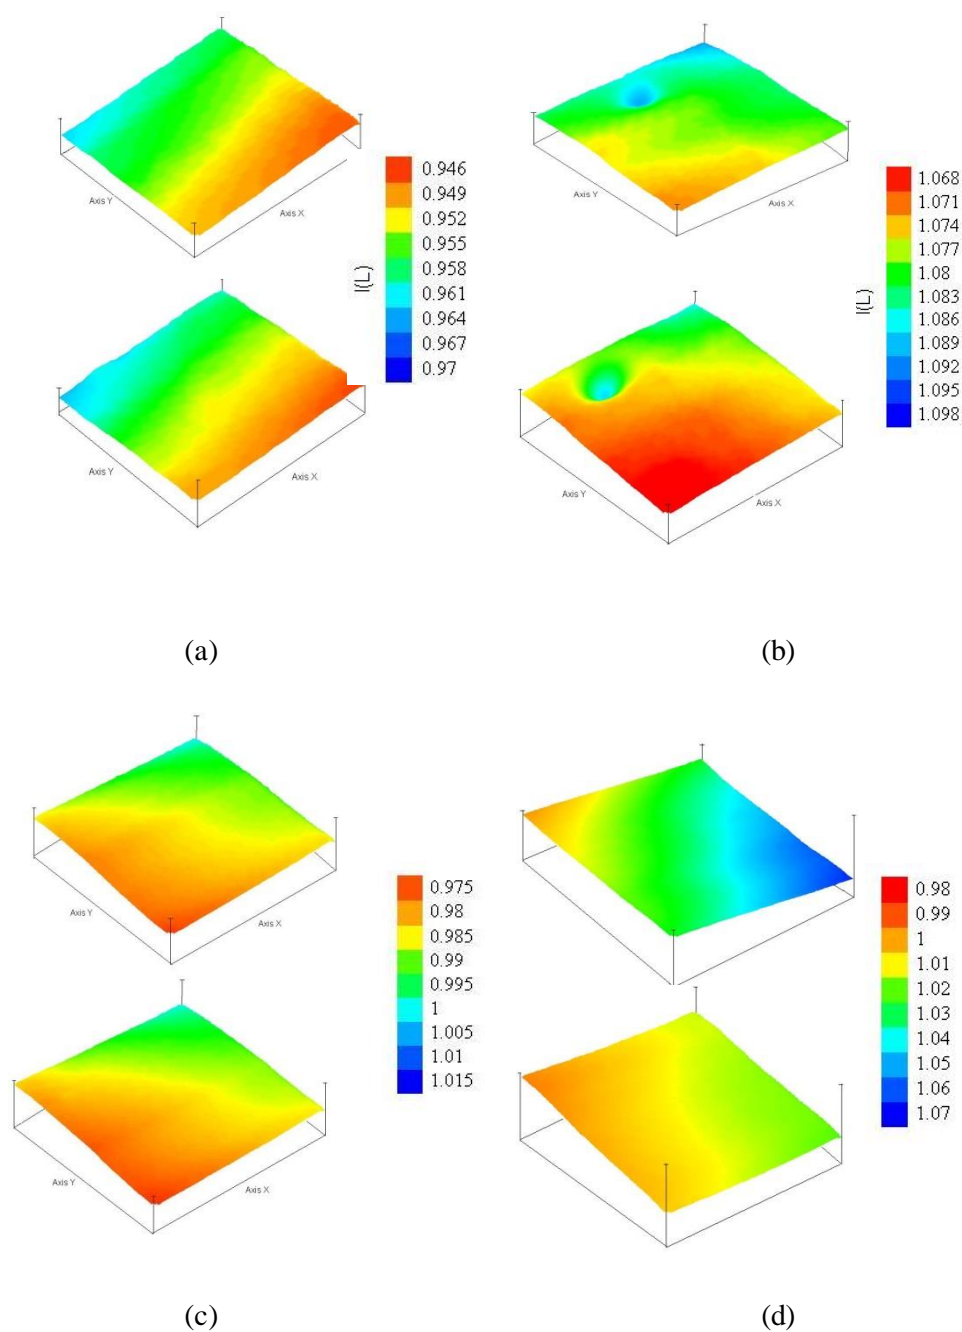 Axis Y
Axis X
I(L)
0.946
0.949
0.952
0.955
0.958
0.961
0.964
0.967
0.97
Axis Y
Axis X
Axis Y
Axis X
I(L)
1.068
1.071
1.074
1.077
1.08
1.083
1.086
1.089
1.092
1.095
1.098
Axis Y
Axis X
(a)
(b)
Axis Y
Axis X
0.975
0.98
0.985
0.99
0.995
1
1.005
1.01
1.015
Axis Y
Axis X
0.98
0.99
1
1.01
1.02
1.03
1.04
1.05
1.06
1.07
(c)
(d)